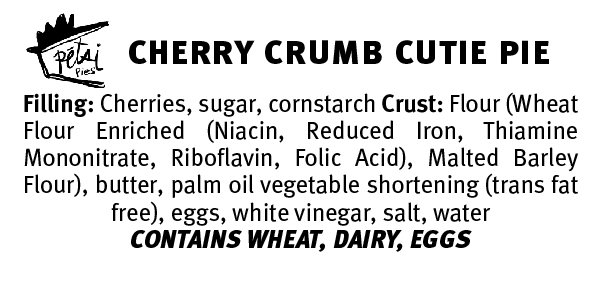 pétsi
Pies
CHERRY CRUMB CUTIE PIE
Filling: Cherries, sugar, cornstarch Crust: Flour (Wheat
Flour Enriched (Niacin, Reduced Iron, Thiamine
Mononitrate, Riboflavin, Folic Acid), Malted Barley
Flour), butter, palm oil vegetable shortening (trans fat
free), eggs, white vinegar, salt, water
CONTAINS WHEAT, DAIRY, EGGS